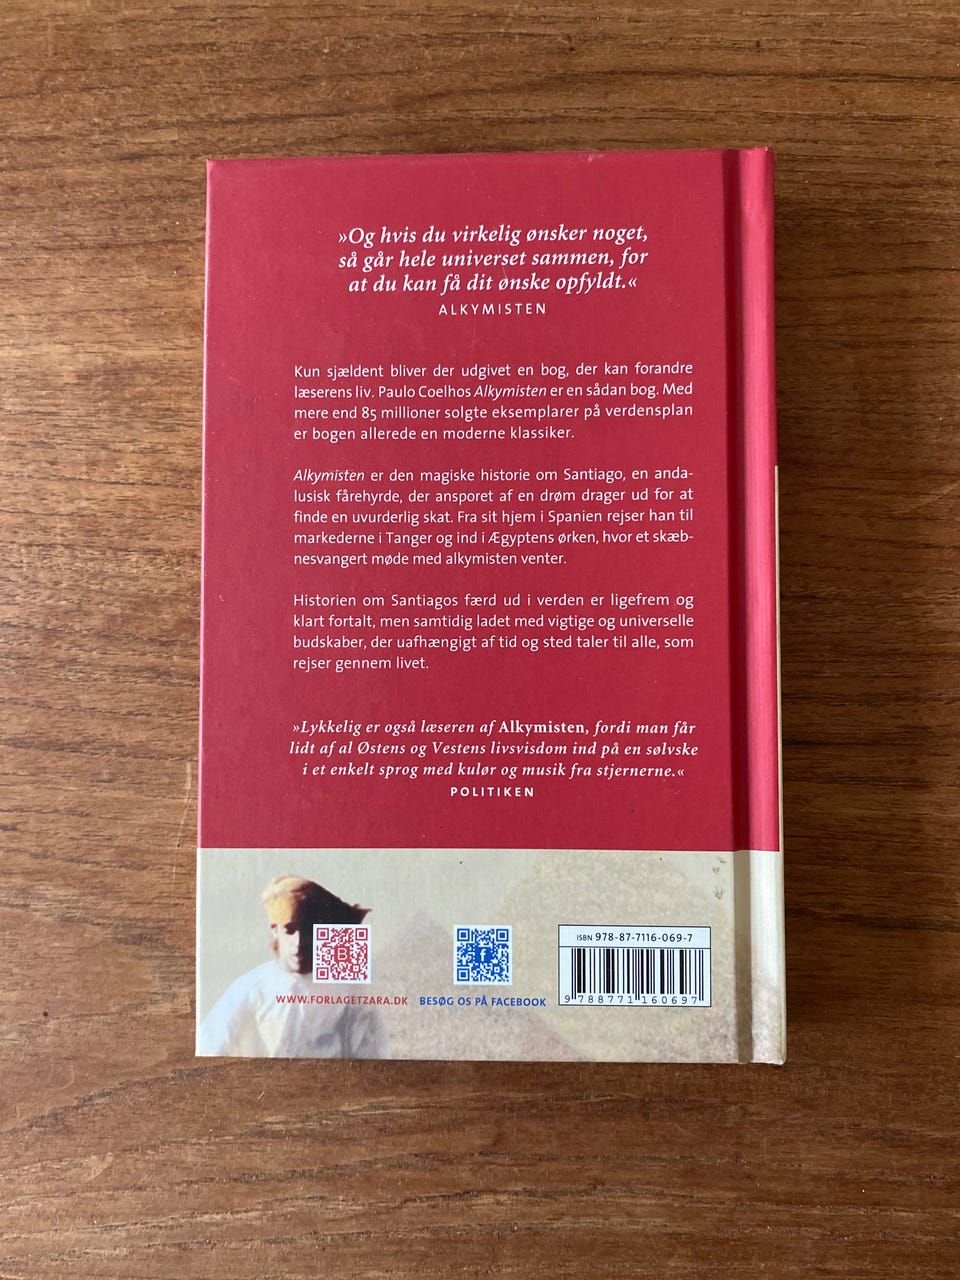 »Og hvis du virkelig ønsker noget,
så går hele universet sammen, for
at du kan få dit ønske opfyldt.«
ALKYMISTEN
Kun sjældent bliver der udgivet en bog, der kan forandre
læserens liv. Paulo Coelhos Alkymisten er en sådan bog. Med
mere end 85 millioner solgte eksemplarer på verdensplan
er bogen allerede en moderne klassiker.
Alkymisten er den magiske historie om Santiago, en anda-
lusisk fårehyrde, der ansporet af en drøm drager ud for at
finde en uvurderlig skat. Fra sit hjem i Spanien rejser han til
markederne i Tanger og ind i Ægyptens ørken, hvor et skæb-
nesvangert møde med alkymisten venter.
Historien om Santiagos færd ud i verden er ligefrem og
klart fortalt, men samtidig ladet med vigtige og universelle
budskaber, der uafhængigt af tid og sted taler til alle, som
rejser gennem livet.
»Lykkelig er også læseren af Alkymisten, fordi man får
lidt af al Østens og Vestens livsvisdom ind på en sølvske
i et enkelt sprog med kulør og musik fra stjernerne.«
POLITIKEN
B
f
WWW.FORLAGETZARA.DK
BESØG OS PÅ FACEBOOK
ISBN 978-87-7116-069-7
9 788771 160697